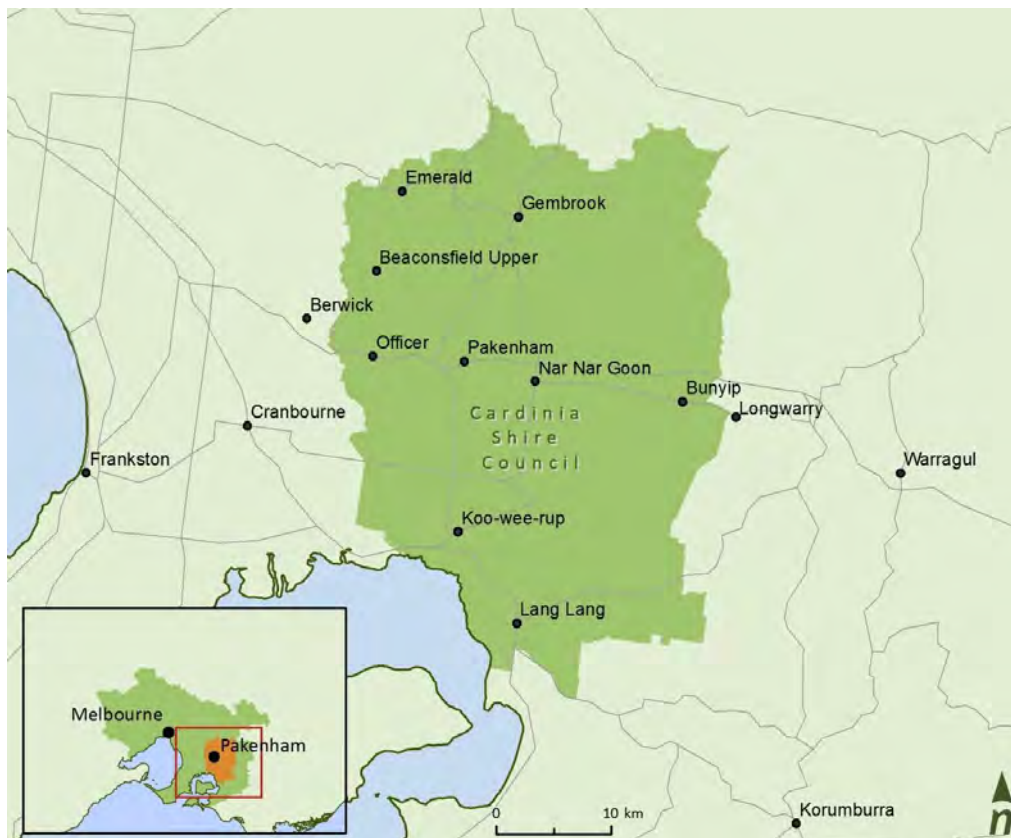 Emerald
Gembrook
Beaconsfield Upper
Berwick
Officer
Pakenham
Nar Nar Goon
Bunyip
Longwarry
Cranbourne
Cardinia
Shire
Council
Frankston
Warragul
Koo-wee-rup
Lang Lang
Melbourne
Pakenham
0 10 km
n
Korumburra